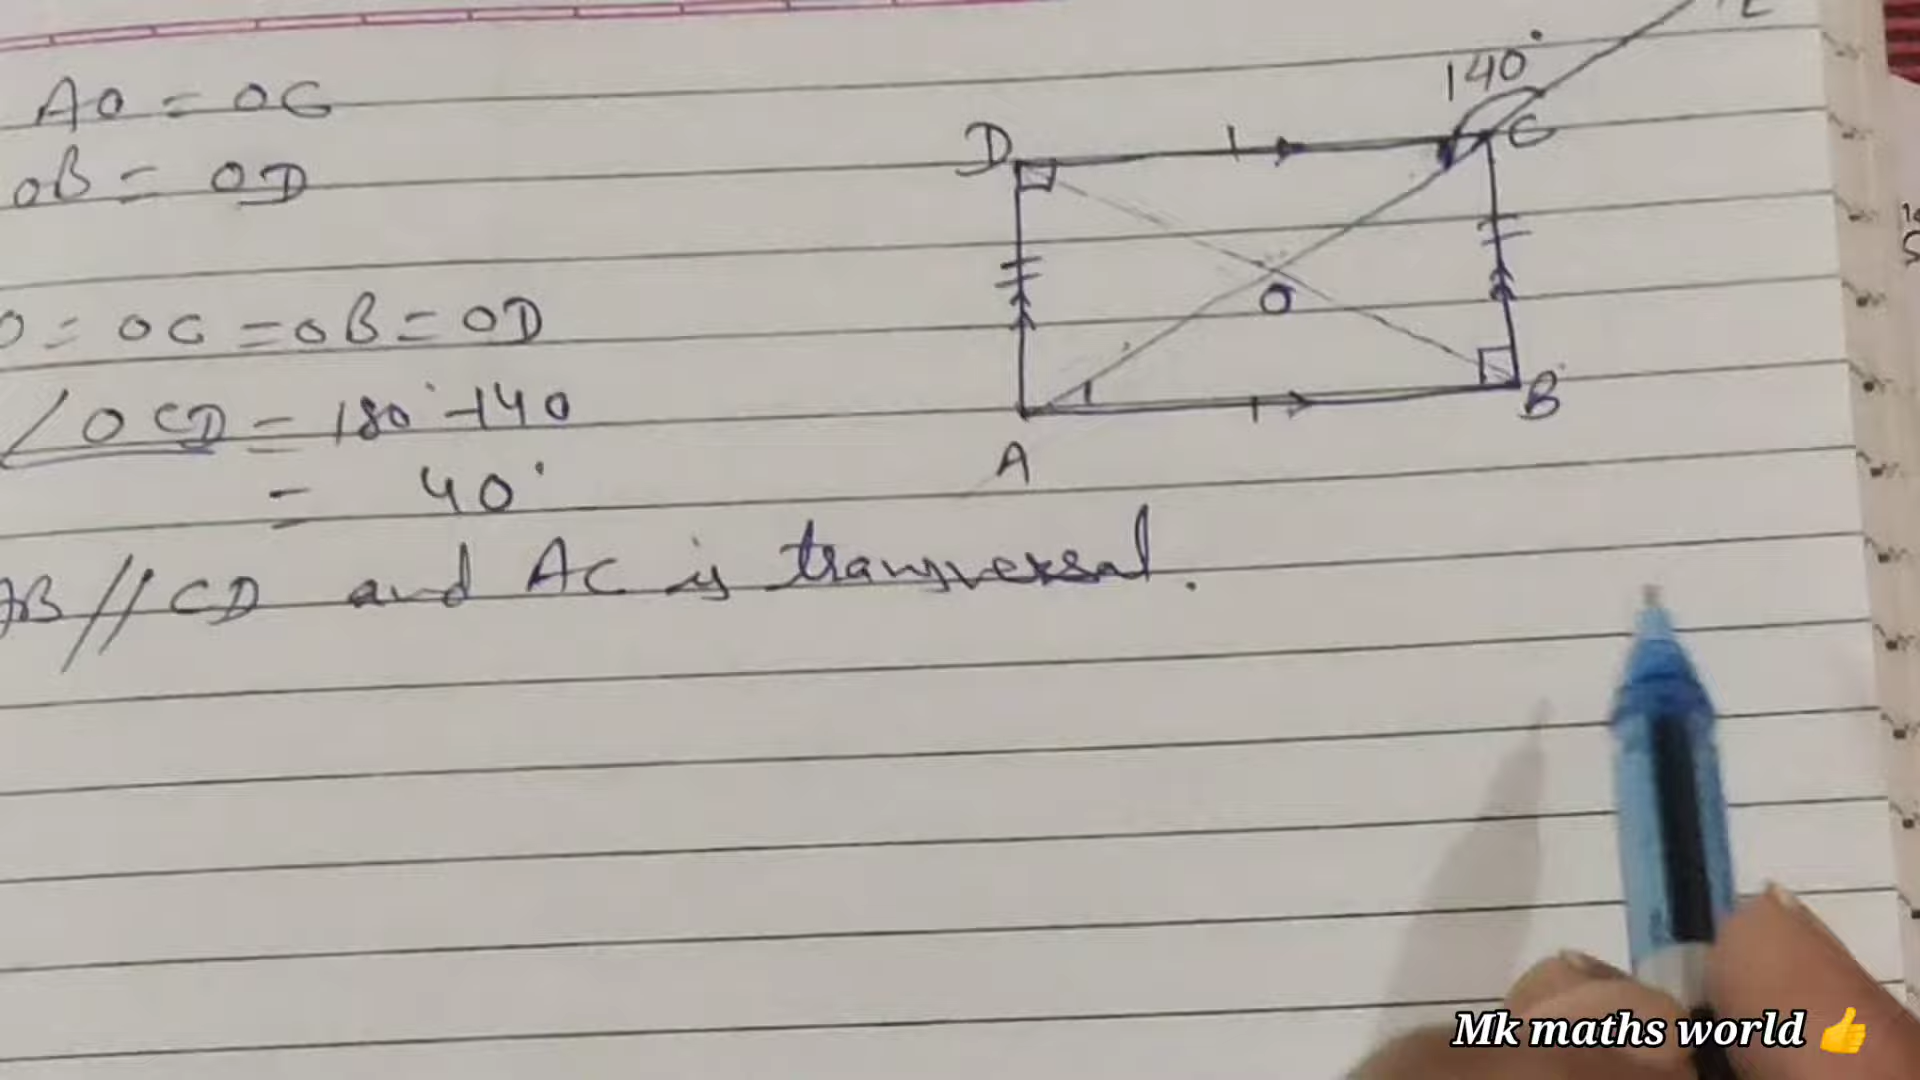 AO = OC
OB = OD
O = OC = OB = OD
∠OCD = 180° - 140
= 40°
AB // CD and AC is transversal.
140°
D
C
O
B
A
Mk maths world 👍